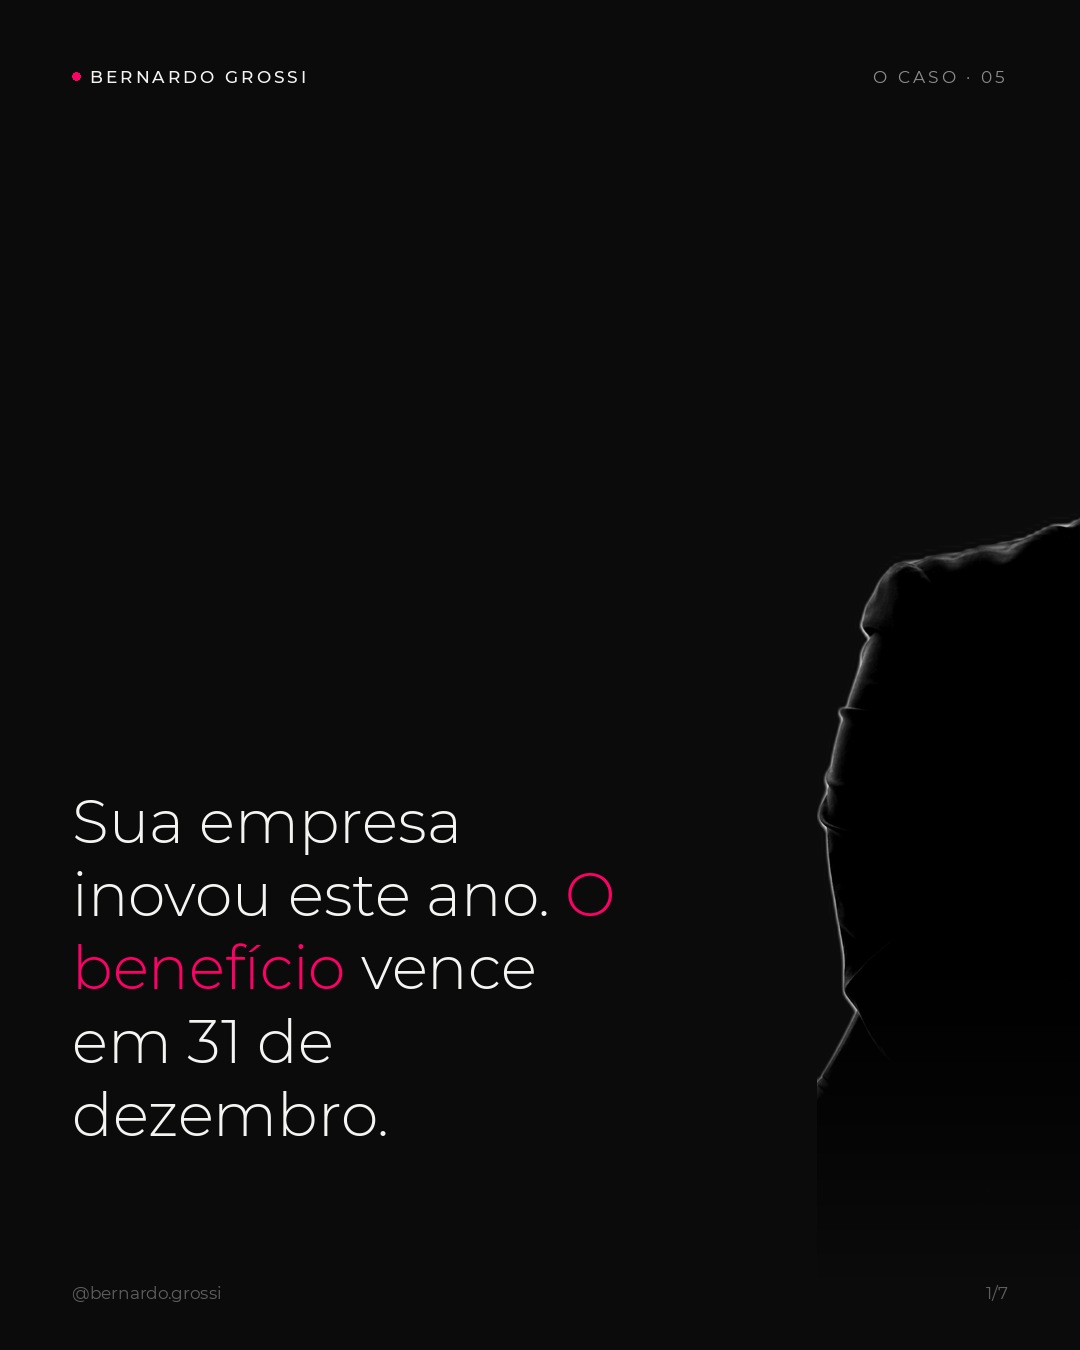 BERNARDO GROSSI
O CASO · 05
Sua empresa
inovou este ano. O
benefício vence
em 31 de
dezembro.
@bernardo.grossi
1/7